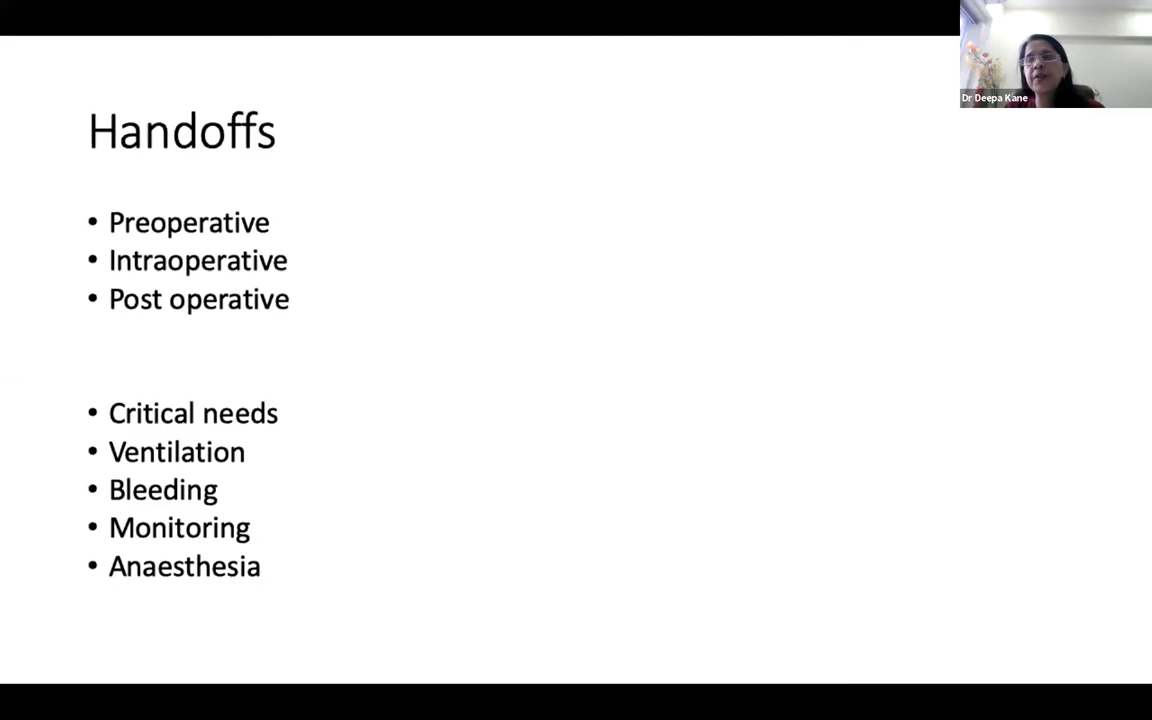 Dr Deepa Kane
Handoffs
• Preoperative
• Intraoperative
• Post operative
• Critical needs
• Ventilation
• Bleeding
• Monitoring
• Anaesthesia